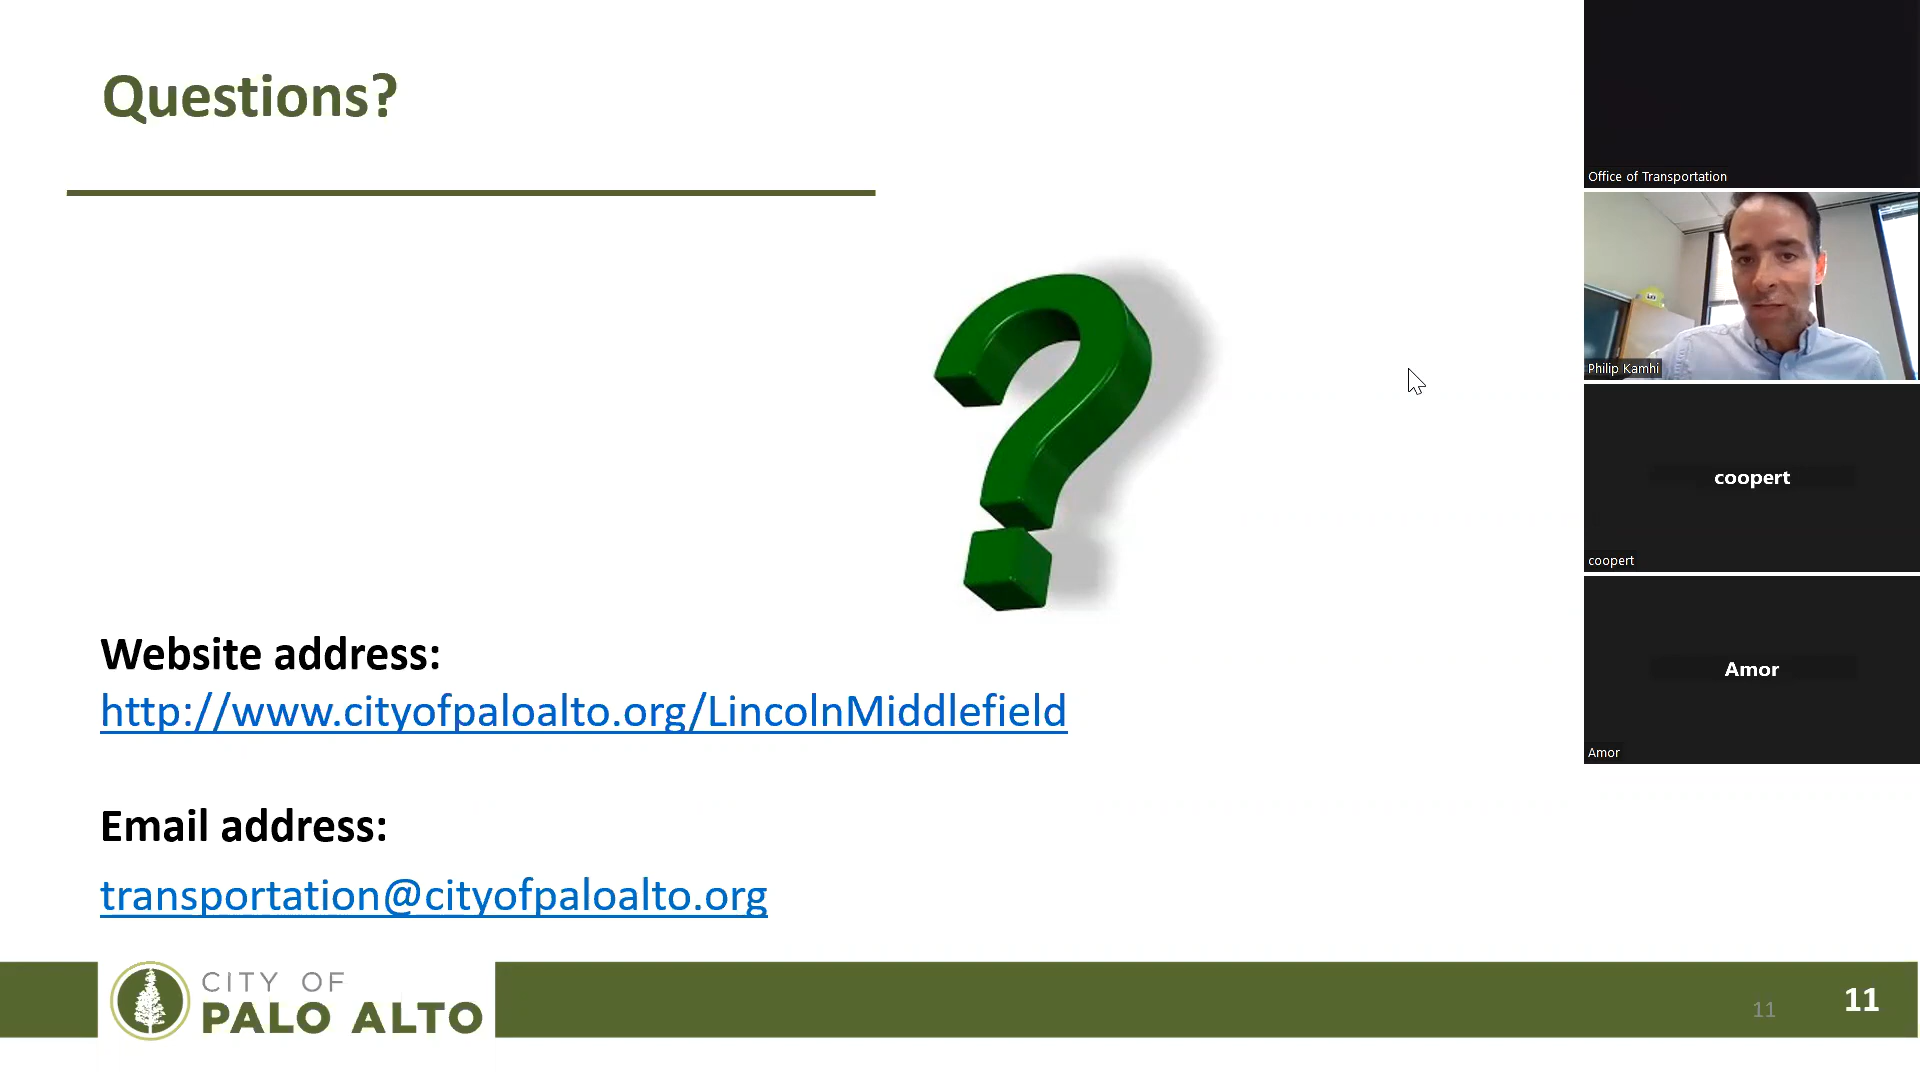 Questions?
Website address:
http://www.cityofpaloalto.org/LincolnMiddlefield
Email address:
transportation@cityofpaloalto.org
CITY OF
PALO ALTO
11
11
Office of Transportation
Philip Kamhi
coopert
coopert
Amor
Amor